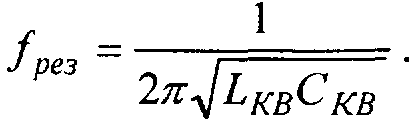 f_рез = 1 / (2π√(L_КВ C_КВ)) .